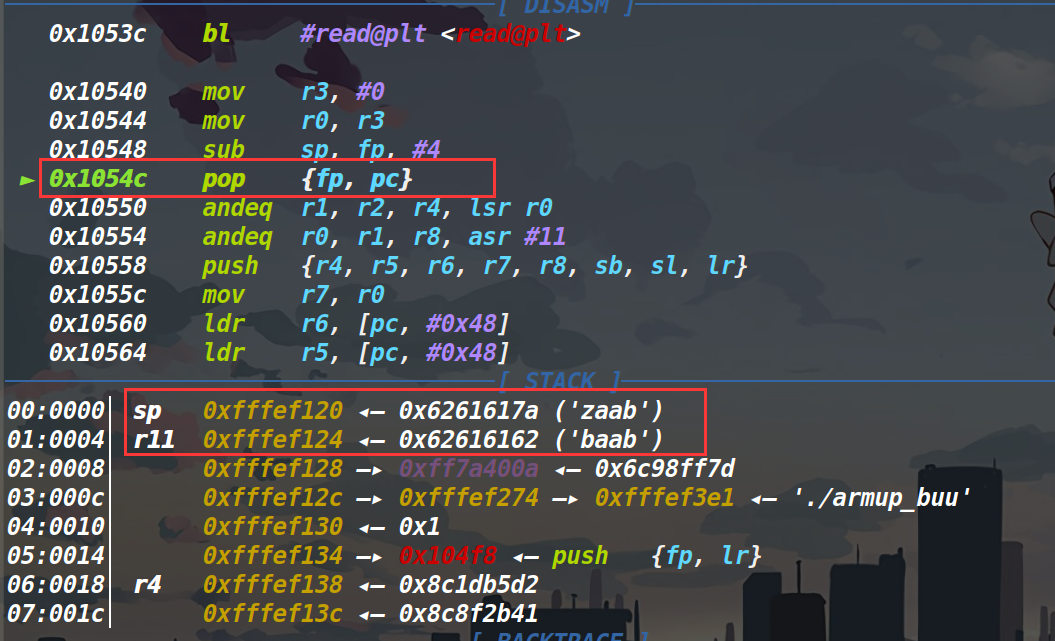 [ DISASM ]
0x1053c bl #read@plt <read@plt>
0x10540 mov r3, #0
0x10544 mov r0, r3
0x10548 sub sp, fp, #4
► 0x1054c pop {fp, pc}
0x10550 andeq r1, r2, r4, lsr r0
0x10554 andeq r0, r1, r8, asr #11
0x10558 push {r4, r5, r6, r7, r8, sb, sl, lr}
0x1055c mov r7, r0
0x10560 ldr r6, [pc, #0x48]
0x10564 ldr r5, [pc, #0x48]
[ STACK ]
00:0000│ sp 0xfffef120 ◂— 0x6261617a ('zaab')
01:0004│ r11 0xfffef124 ◂— 0x62616162 ('baab')
02:0008│ 0xfffef128 —▸ 0xff7a400a ◂— 0x6c98ff7d
03:000c│ 0xfffef12c —▸ 0xfffef274 —▸ 0xfffef3e1 ◂— './armup_buu'
04:0010│ 0xfffef130 ◂— 0x1
05:0014│ 0xfffef134 —▸ 0x104f8 ◂— push {fp, lr}
06:0018│ r4 0xfffef138 ◂— 0x8c1db5d2
07:001c│ 0xfffef13c ◂— 0x8c8f2b41
[ BACKTRACE ]